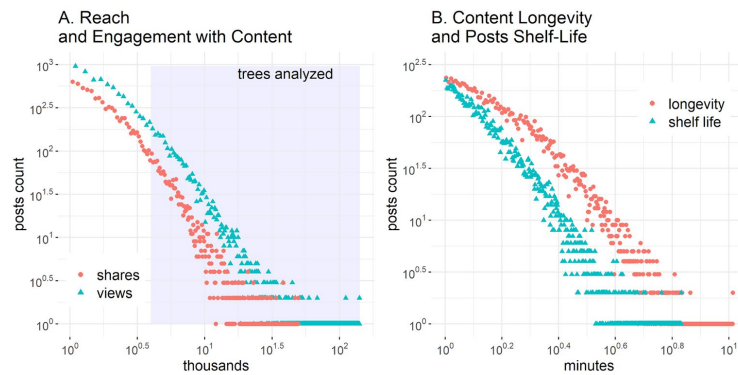 A. Reach
and Engagement with Content
trees analyzed
10^3
10^2.5
10^2
10^1.5
10^1
10^0.5
10^0
posts count
shares
views
10^0
10^0.5
10^1
10^1.5
10^2
thousands
B. Content Longevity
and Posts Shelf-Life
10^2.5
10^2
10^1.5
10^1
10^0.5
10^0
posts count
longevity
shelf life
10^0
10^0.2
10^0.4
10^0.6
10^0.8
10^1
minutes